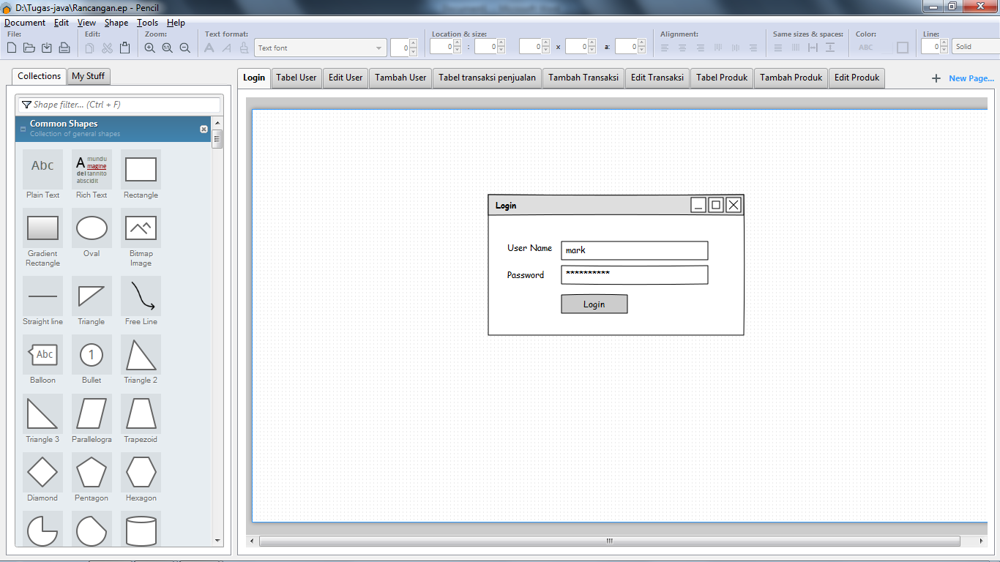 D:\Tugas-java\Rancangan.ep - Pencil
Document Edit View Shape Tools Help
File: Edit: Zoom: Text format: Location & size: Alignment: Same sizes & spaces: Color: Line:
Text font 0 0 : 0 0 x 0 a: 0 ABC 0 Solid
Collections My Stuff
Login Tabel User Edit User Tambah User Tabel transaksi penjualan Tambah Transaksi Edit Transaksi Tabel Produk Tambah Produk Edit Produk + New Page...
Shape filter... (Ctrl + F)
Common Shapes
Collection of general shapes
Abc
A mundu
magine
del tannito
abscidit
Plain Text Rich Text Rectangle
Gradient Rectangle Oval Bitmap Image
Straight line Triangle Free Line
Abc 1
Balloon Bullet Triangle 2
Triangle 3 Parallelogra Trapezoid
Diamond Pentagon Hexagon
Login
User Name mark
Password **********
Login